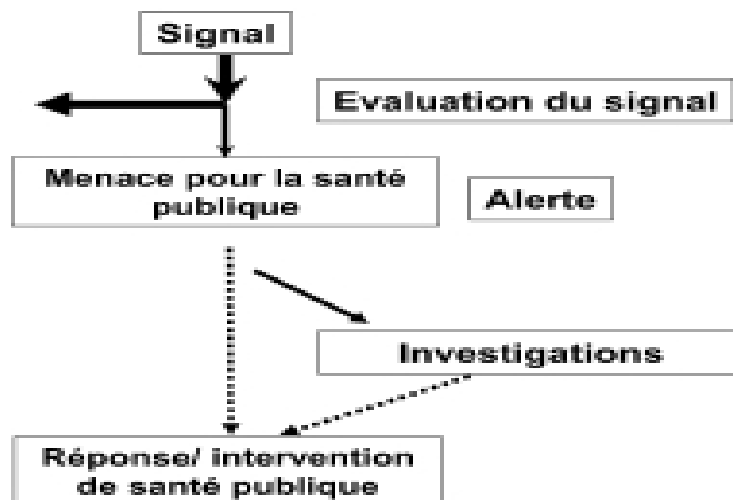 Signal
Evaluation du signal
Menace pour la santé
publique
Alerte
Investigations
Réponse/ intervention
de santé publique